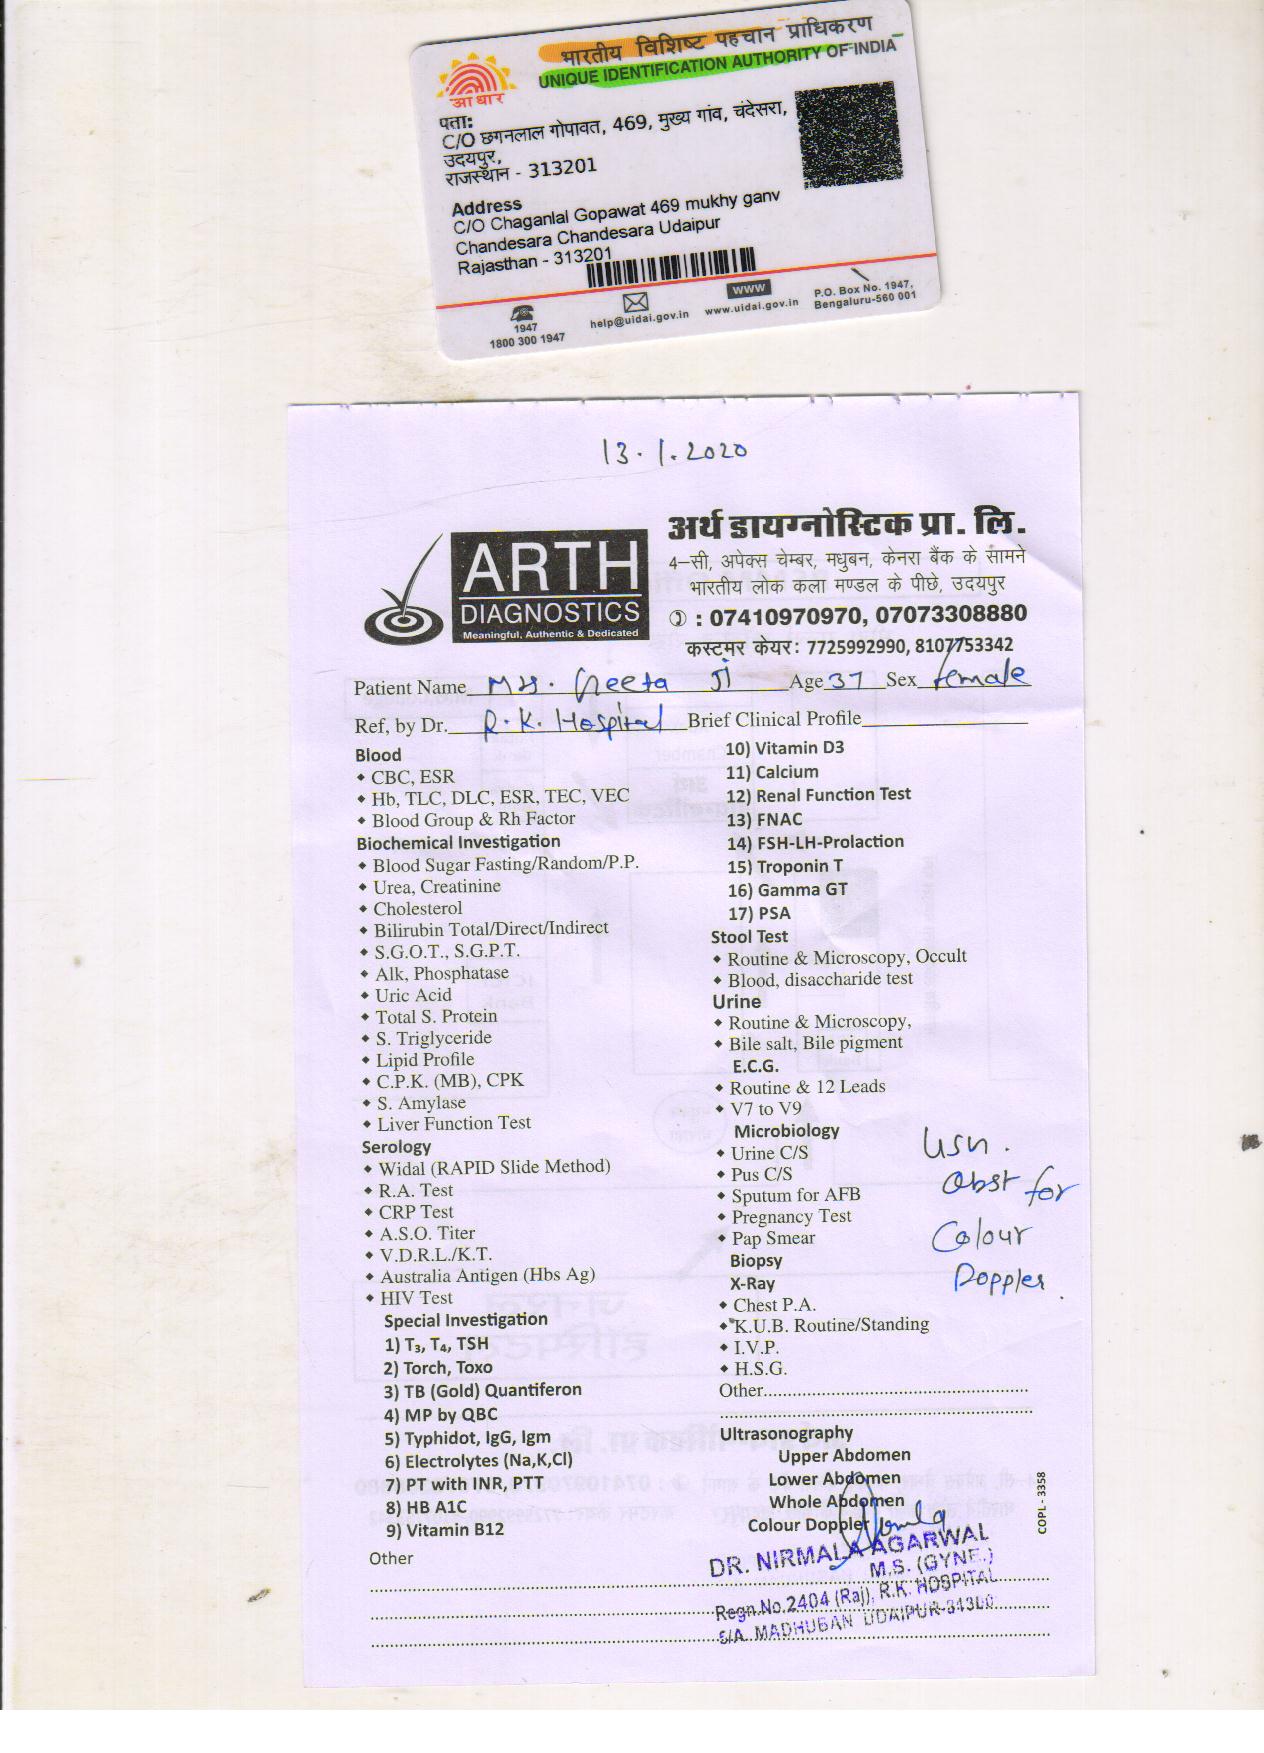 भारतीय विशिष्ट पहचान प्राधिकरण
UNIQUE IDENTIFICATION AUTHORITY OF INDIA
आधार
पता:
C/O छगनलाल गोपावत, 469, मुख्य गांव, चंदेसरा,
उदयपुर,
राजस्थान - 313201
Address
C/O Chaganlal Gopawat 469 mukhy ganv
Chandesara Chandesara Udaipur
Rajasthan - 313201
1947
1800 300 1947
help@uidai.gov.in
www
www.uidai.gov.in
P.O. Box No. 1947,
Bengaluru-560 001
13.1.2020
ARTH
DIAGNOSTICS
Meaningful, Authentic & Dedicated
अर्थ डायग्नोस्टिक प्रा. लि.
4-सी, अपेक्स चेम्बर, मधुबन, केनरा बैंक के सामने
भारतीय लोक कला मण्डल के पीछे, उदयपुर
: 07410970970, 07073308880
कस्टमर केयर: 7725992990, 8107753342
Patient Name Mrs. Geeta Ji Age 37 Sex female
Ref, by Dr. R.K. Hospital Brief Clinical Profile
Blood
CBC, ESR
Hb, TLC, DLC, ESR, TEC, VEC
Blood Group & Rh Factor
Biochemical Investigation
Blood Sugar Fasting/Random/P.P.
Urea, Creatinine
Cholesterol
Bilirubin Total/Direct/Indirect
S.G.O.T., S.G.P.T.
Alk, Phosphatase
Uric Acid
Total S. Protein
S. Triglyceride
Lipid Profile
C.P.K. (MB), CPK
S. Amylase
Liver Function Test
Serology
Widal (RAPID Slide Method)
R.A. Test
CRP Test
A.S.O. Titer
V.D.R.L./K.T.
Australia Antigen (Hbs Ag)
HIV Test
Special Investigation
1) T₃, T₄, TSH
2) Torch, Toxo
3) TB (Gold) Quantiferon
4) MP by QBC
5) Typhidot, IgG, Igm
6) Electrolytes (Na,K,Cl)
7) PT with INR, PTT
8) HB A1C
9) Vitamin B12
Other
10) Vitamin D3
11) Calcium
12) Renal Function Test
13) FNAC
14) FSH-LH-Prolaction
15) Troponin T
16) Gamma GT
17) PSA
Stool Test
Routine & Microscopy, Occult
Blood, disaccharide test
Urine
Routine & Microscopy,
Bile salt, Bile pigment
E.C.G.
Routine & 12 Leads
V7 to V9
Microbiology
Urine C/S
Pus C/S
Sputum for AFB
Pregnancy Test
Pap Smear
Biopsy
X-Ray
Chest P.A.
K.U.B. Routine/Standing
I.V.P.
H.S.G.
Other
Obst for
Colour
Doppler.
Ultrasonography
Upper Abdomen
Lower Abdomen
Whole Abdomen
Colour Doppler
COPL - 3358
DR. NIRMALA AGARWAL
M.S. (GYNE.)
Regn.No.2404 (Raj), R.K. HOSPITAL
5/A. MADHUBAN UDAIPUR-